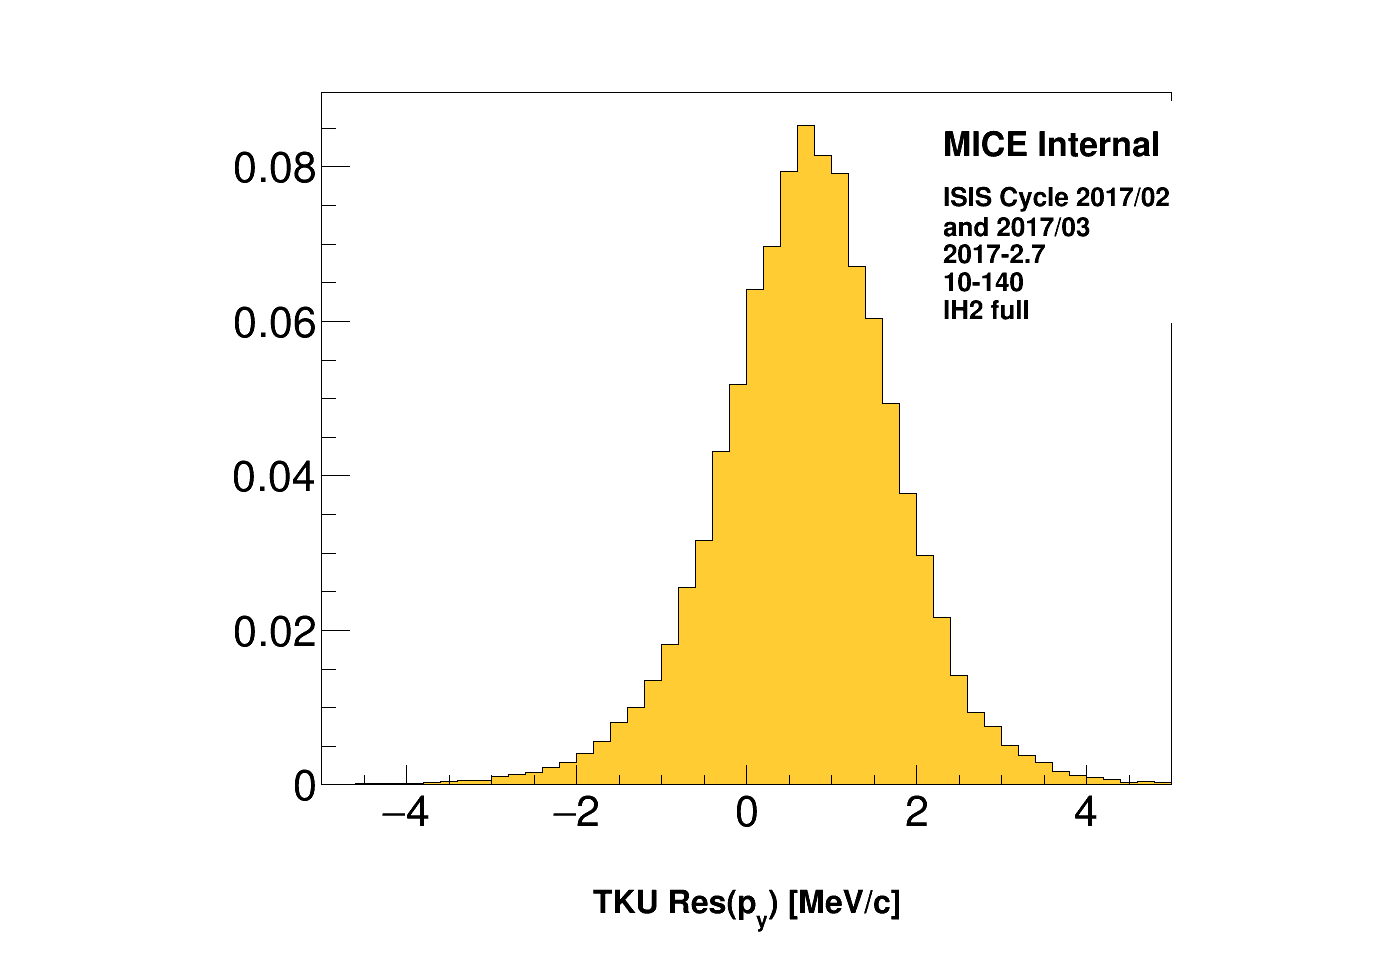 MICE Internal
ISIS Cycle 2017/02
and 2017/03
2017-2.7
10-140
lH2 full
0.08
0.06
0.04
0.02
0
−4 −2 0 2 4
TKU Res(py) [MeV/c]